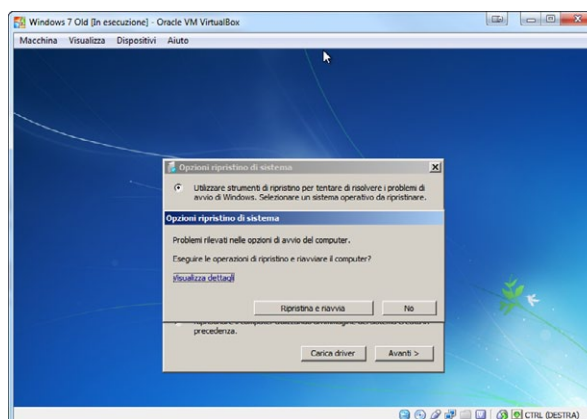 Windows 7 Old [In esecuzione] - Oracle VM VirtualBox
Macchina Visualizza Dispositivi Aiuto
Opzioni ripristino di sistema
Utilizzare strumenti di ripristino per tentare di risolvere i problemi di
avvio di Windows. Selezionare un sistema operativo da ripristinare.
Opzioni ripristino di sistema
Problemi rilevati nelle opzioni di avvio del computer.
Eseguire le operazioni di ripristino e riavviare il computer?
Visualizza dettagli
Ripristina e riavvia No
precedenza.
Carica driver Avanti >
CTRL (DESTRA)